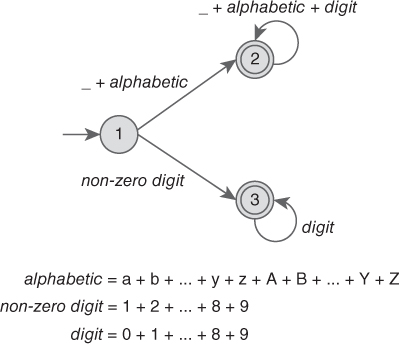 _ + alphabetic + digit
2
_ + alphabetic
1
non-zero digit
3
digit
alphabetic = a + b + ... + y + z + A + B + ... + Y + Z
non-zero digit = 1 + 2 + ... + 8 + 9
digit = 0 + 1 + ... + 8 + 9